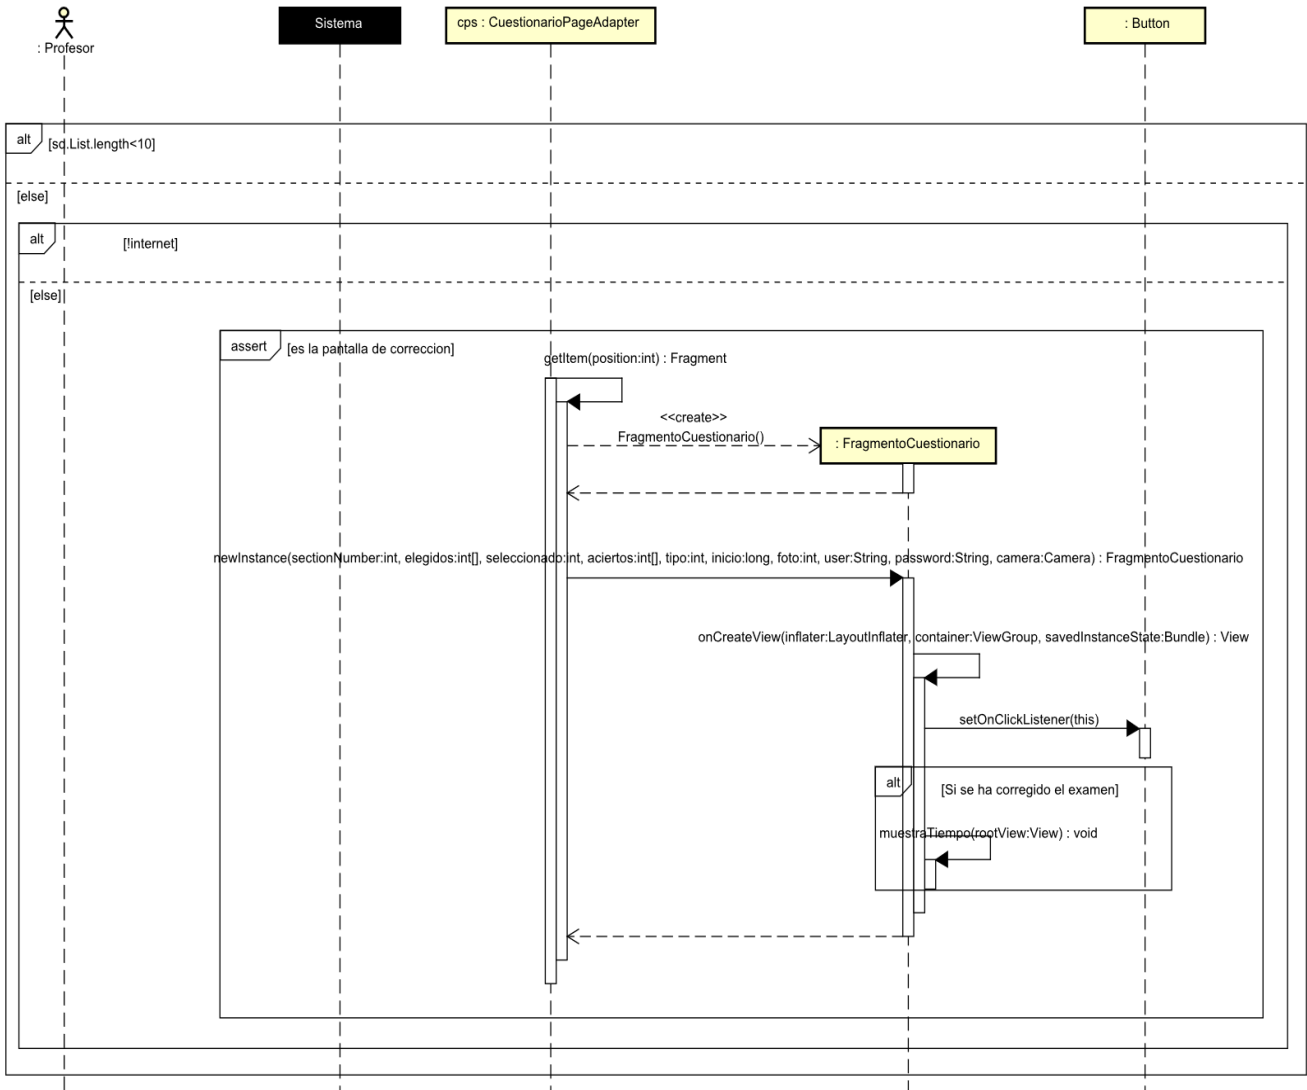 : Profesor
Sistema
cps : CuestionarioPageAdapter
: Button
alt
[sd.List.length<10]
[else]
alt
[!internet]
[else]
assert
[es la pantalla de correccion]
getItem(position:int) : Fragment
<<create>>
FragmentoCuestionario()
: FragmentoCuestionario
newInstance(sectionNumber:int, elegidos:int[], seleccionado:int, aciertos:int[], tipo:int, inicio:long, foto:int, user:String, password:String, camera:Camera) : FragmentoCuestionario
onCreateView(inflater:LayoutInflater, container:ViewGroup, savedInstanceState:Bundle) : View
setOnClickListener(this)
alt
[Si se ha corregido el examen]
muestraTiempo(rootView:View) : void